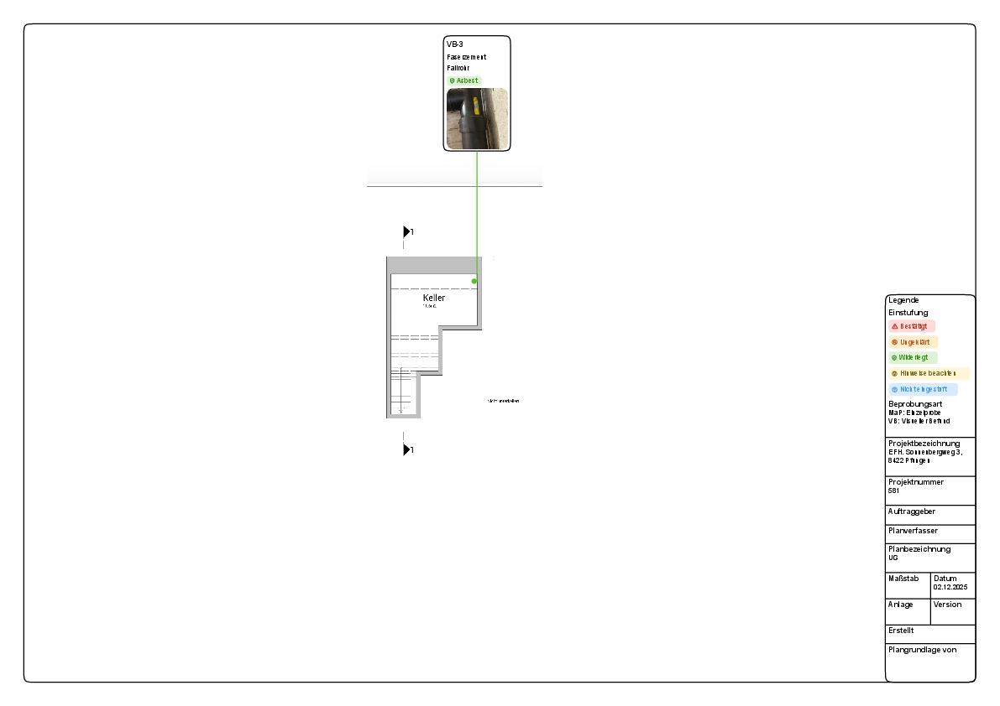 VB-3
Faserzement
Fallrohr
Asbest
1
Keller
Nicht unterkellert
1
Legende
Einstufung
Bestätigt
Ungeklärt
Widerlegt
Hinweise beachten
Nicht eingestuft
Beprobungsart
MaP: Einzelprobe
VB: Visueller Befund
Projektbezeichnung
EFH. Sonnenbergweg 3,
8422 Pfungen
Projektnummer
581
Auftraggeber
Planverfasser
Planbezeichnung
UG
Maßstab
Datum
02.12.2025
Anlage
Version
Erstellt
Plangrundlage von